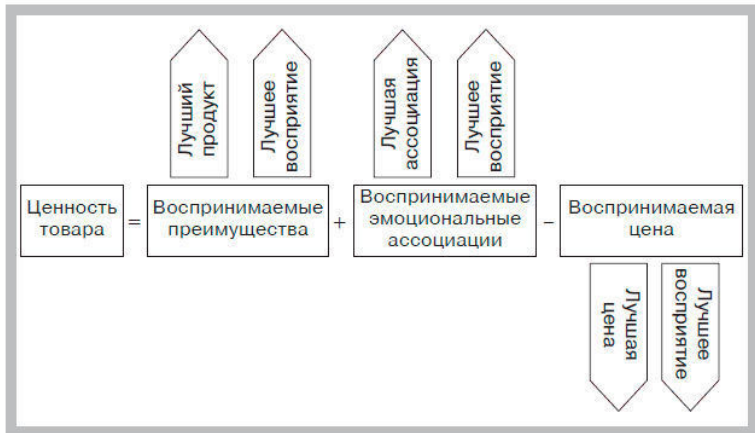 Лучший
продукт
Лучшее
восприятие
Лучшая
ассоциация
Лучшее
восприятие
Ценность
товара
=
Воспринимаемые
преимущества
+
Воспринимаемые
эмоциональные
ассоциации
–
Воспринимаемая
цена
Лучшая
цена
Лучшее
восприятие